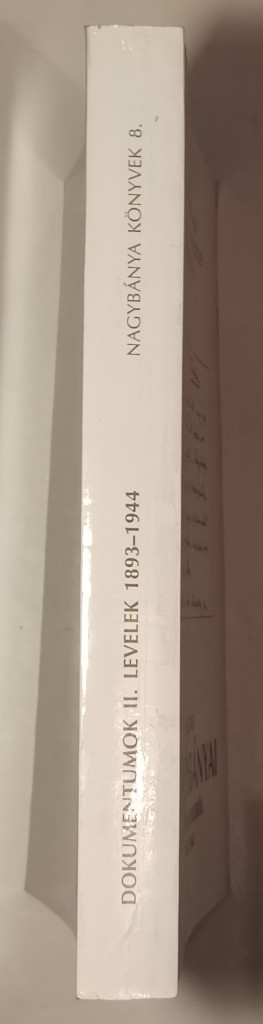 DOKUMENTUMOK II. LEVELEK 1893–1944
NAGYBÁNYA KÖNYVEK 8.